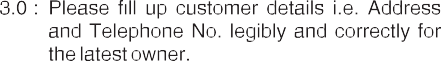 3.0 : Please fill up customer details i.e. Address
and Telephone No. legibly and correctly for
the latest owner.